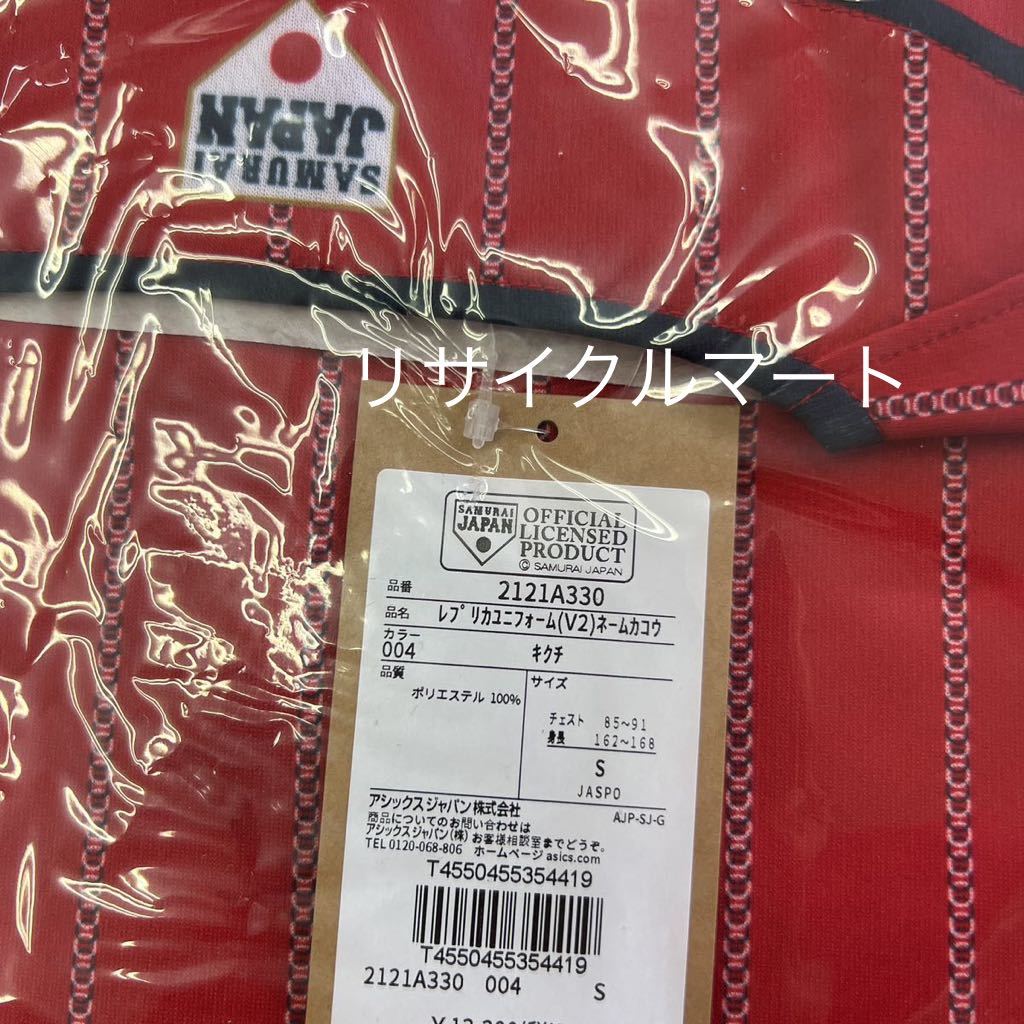 SAMURAI
JAPAN
リサイクルマート
SAMURAI
JAPAN
OFFICIAL
LICENSED
PRODUCT
© SAMURAI JAPAN
品番 2121A330
品名 レプリカユニフォーム(V2)ネームカコウ
カラー
004 キクチ
品質
ポリエステル 100%
サイズ
チェスト 85~91
身長 162~168
S
JASPO
アシックスジャパン株式会社 AJP-SJ-G
商品についてのお問い合わせは
アシックスジャパン(株)お客様相談室までどうぞ。
TEL 0120-068-806 ホームページ asics.com
T4550455354419
T4550455354419
2121A330 004 S